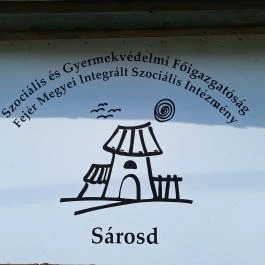 Szociális és Gyermekvédelmi Főigazgatóság
Fejér Megyei Integrált Szociális Intézmény
Sárosd